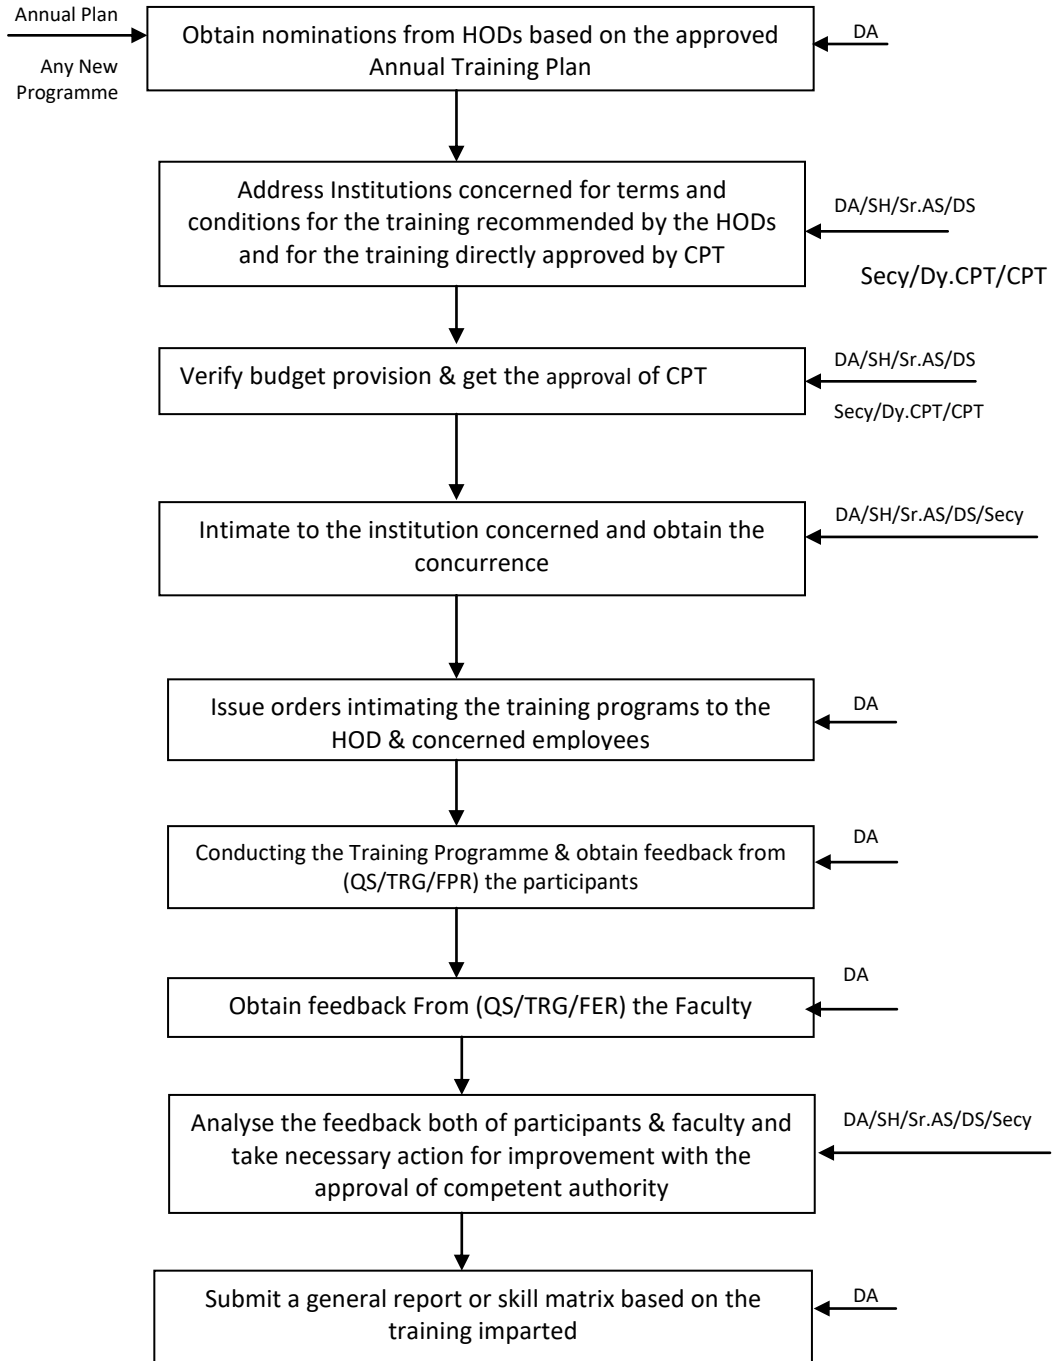 Annual Plan
Any New
Programme
Obtain nominations from HODs based on the approved
Annual Training Plan
DA
Address Institutions concerned for terms and
conditions for the training recommended by the HODs
and for the training directly approved by CPT
DA/SH/Sr.AS/DS
Secy/Dy.CPT/CPT
Verify budget provision & get the approval of CPT
DA/SH/Sr.AS/DS
Secy/Dy.CPT/CPT
Intimate to the institution concerned and obtain the
concurrence
DA/SH/Sr.AS/DS/Secy
Issue orders intimating the training programs to the
HOD & concerned employees
DA
Conducting the Training Programme & obtain feedback from
(QS/TRG/FPR) the participants
DA
Obtain feedback From (QS/TRG/FER) the Faculty
DA
Analyse the feedback both of participants & faculty and
take necessary action for improvement with the
approval of competent authority
DA/SH/Sr.AS/DS/Secy
Submit a general report or skill matrix based on the
training imparted
DA